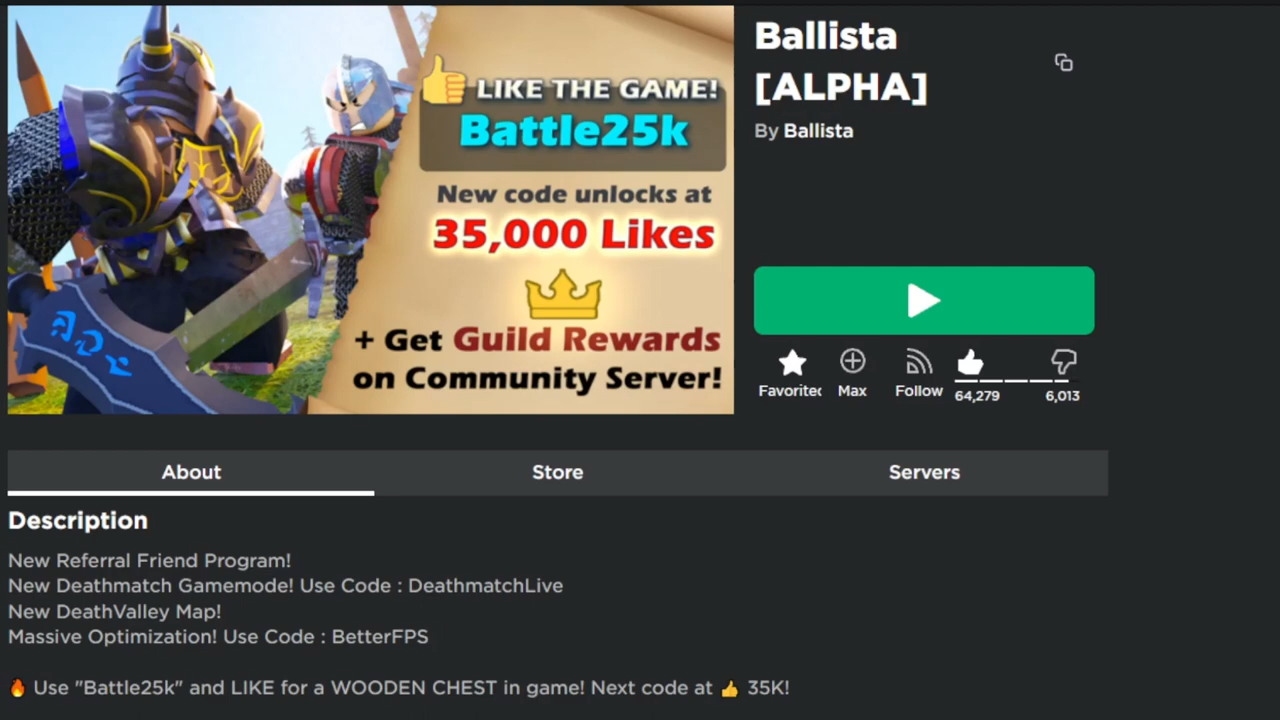 LIKE THE GAME!
Battle25k
New code unlocks at
35,000 Likes
+ Get Guild Rewards
on Community Server!
Ballista
[ALPHA]
By Ballista
Favorited
Max
Follow
64,279
6,013
About
Store
Servers
Description
New Referral Friend Program!
New Deathmatch Gamemode! Use Code : DeathmatchLive
New DeathValley Map!
Massive Optimization! Use Code : BetterFPS
🔥 Use "Battle25k" and LIKE for a WOODEN CHEST in game! Next code at 👍 35K!